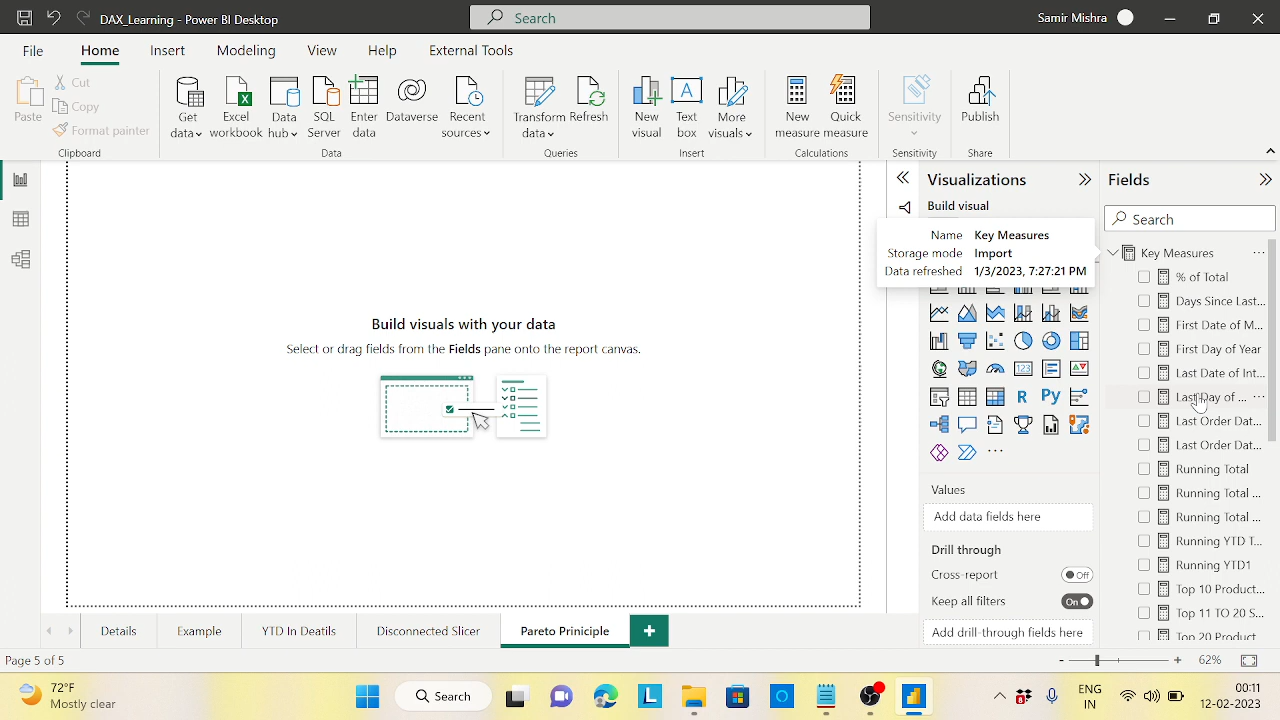 DAX_Learning - Power BI Desktop
Search
Samir Mishra
File
Home
Insert
Modeling
View
Help
External Tools
Paste
Cut
Copy
Format painter
Clipboard
Get data
Excel workbook
Data hub
SQL Server
Enter data
Dataverse
Recent sources
Data
Transform data
Refresh
Queries
New visual
Text box
More visuals
Insert
New measure
Quick measure
Calculations
Sensitivity
Sensitivity
Publish
Share
Visualizations
Build visual
Name Key Measures
Storage mode Import
Data refreshed 1/3/2023, 7:27:21 PM
Values
Add data fields here
Drill through
Cross-report
Off
Keep all filters
On
Add drill-through fields here
Fields
Search
Key Measures
% of Total
Days Since Last...
First Date of M...
First Day of Year
Last Date of Int...
Last Day of ...
Last Order Dat...
Last Order Dat...
Running Total
Running Total ...
Running Total ...
Running YTD T...
Running YTD1
Top 10 Product...
Top 11 TO 20 S...
Top 20 Product
Build visuals with your data
Select or drag fields from the Fields pane onto the report canvas.
Details
Example
YTD In Deatils
Disconnected Slicer
Pareto Priniciple
Page 5 of 5
62%
72°F
Mostly clear
Search
ENG
IN
00:11
12-02-2023